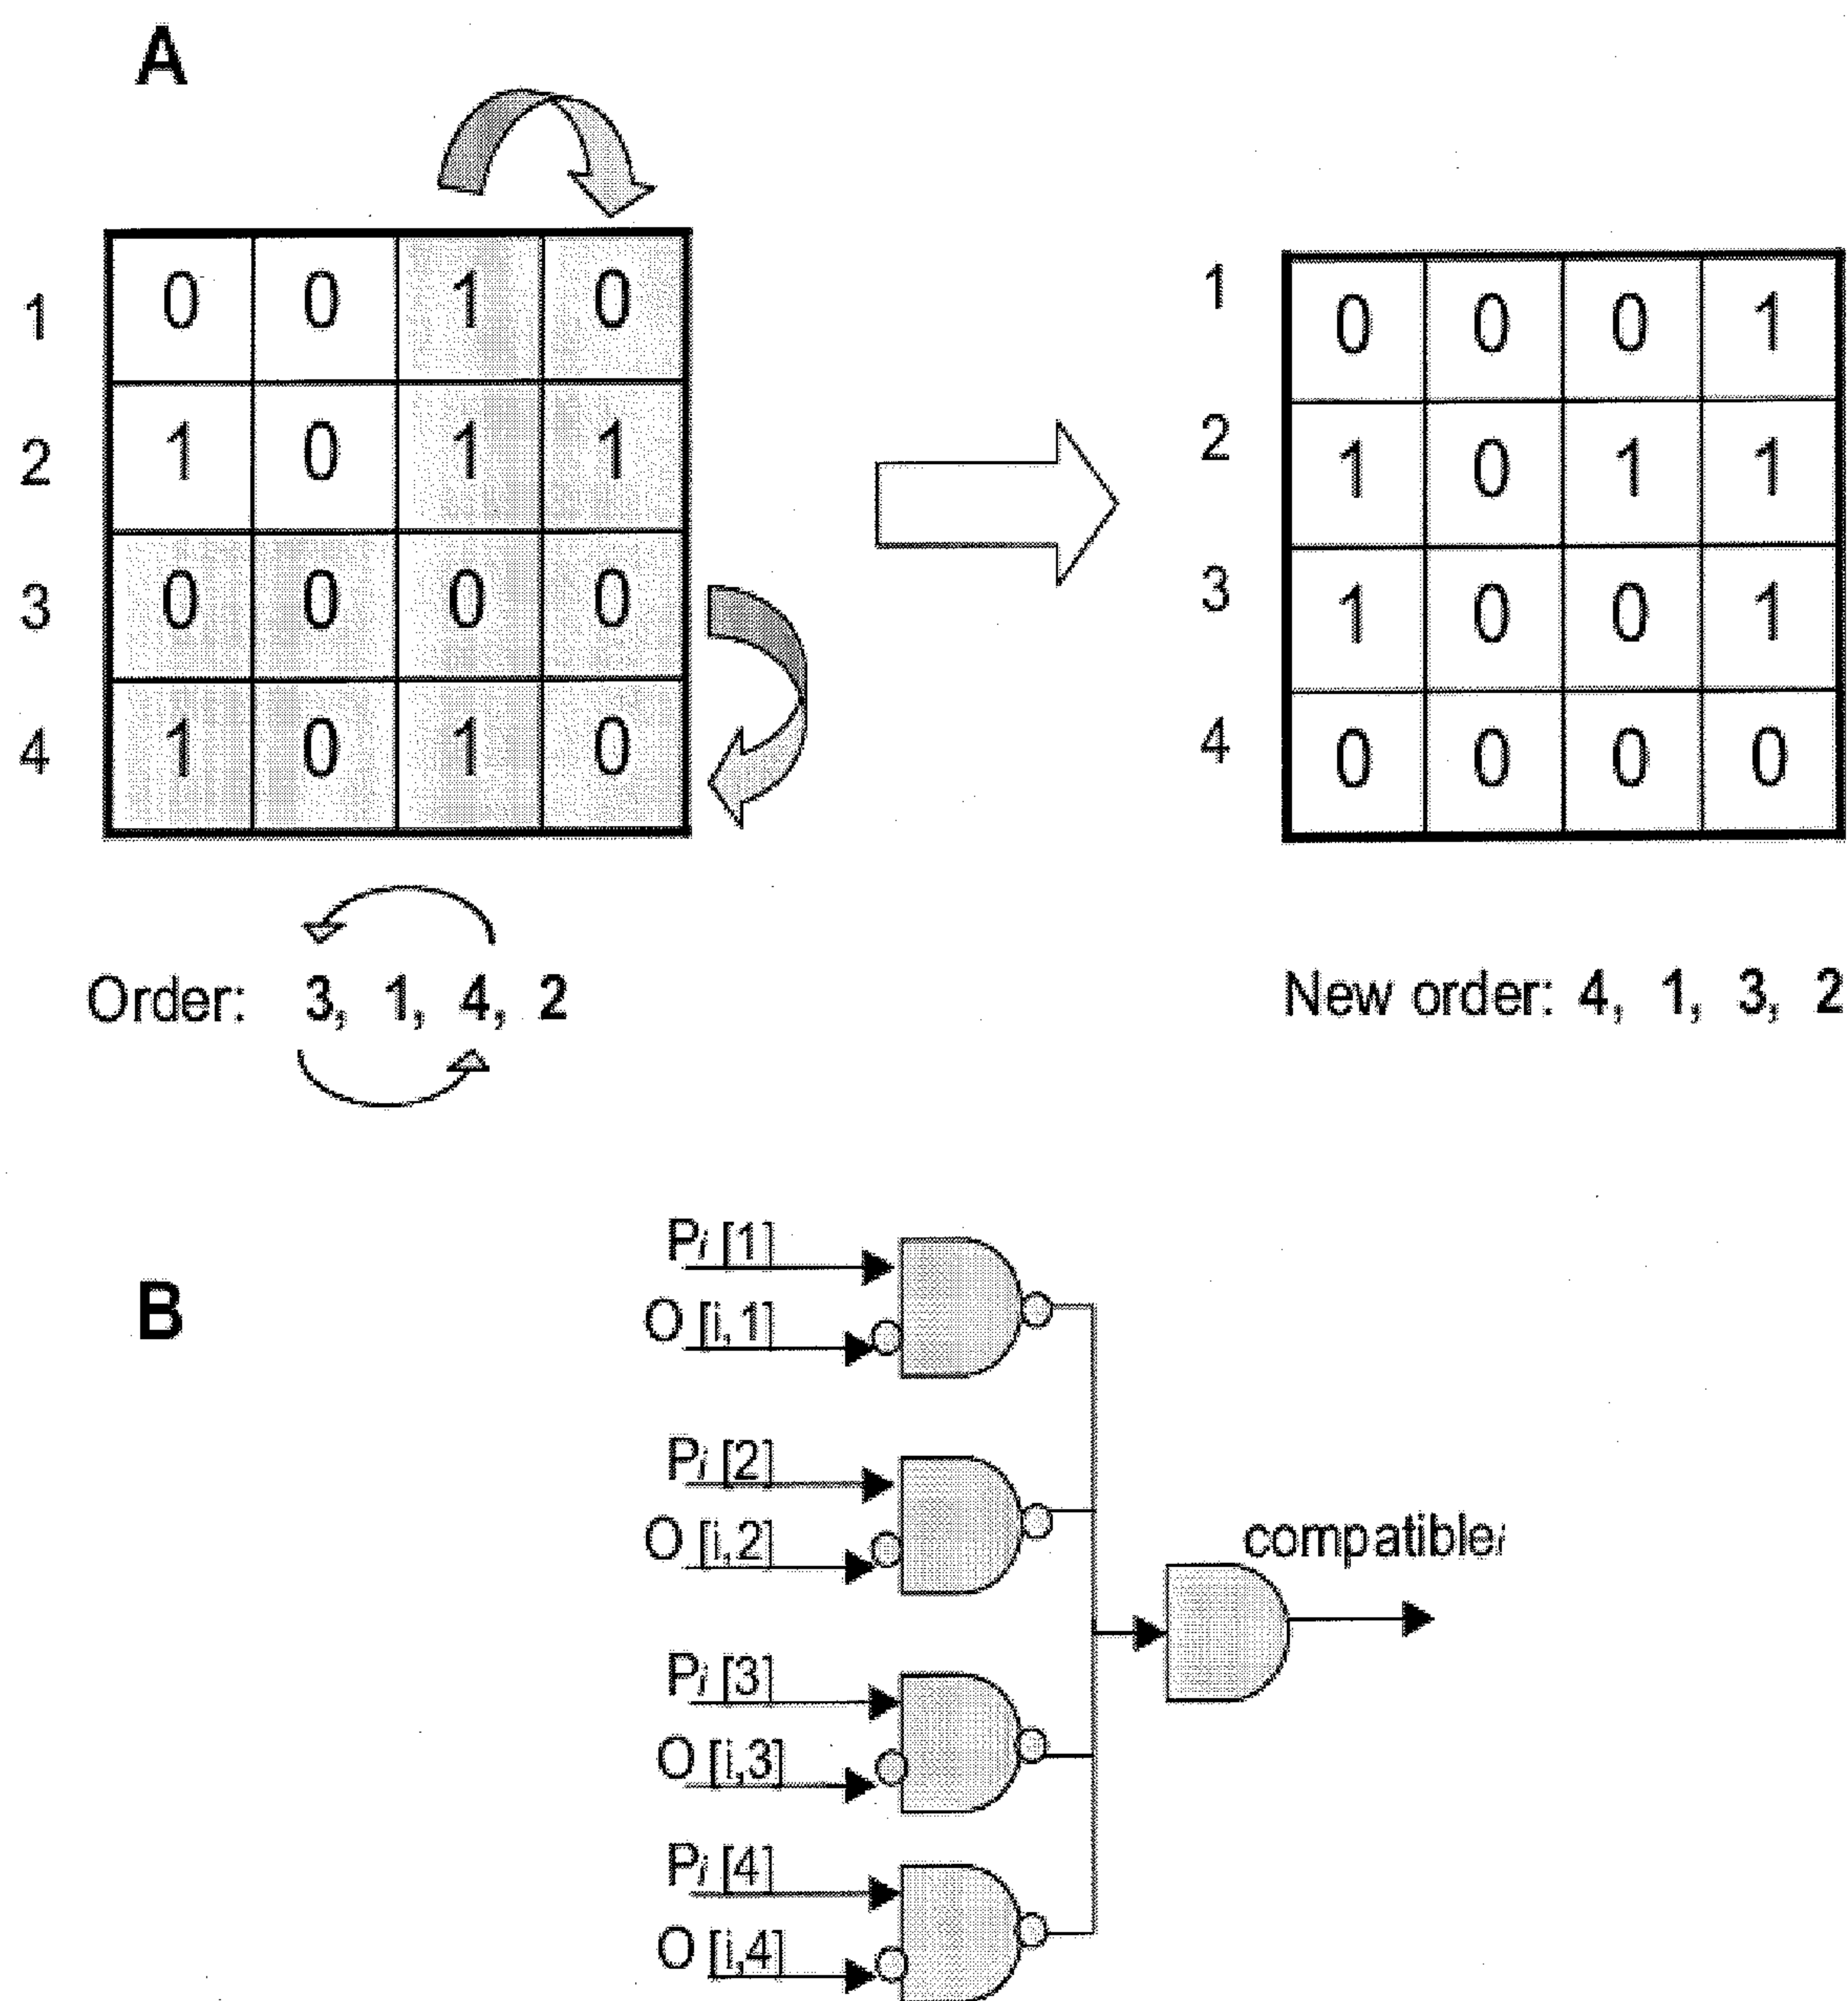 A
1 0 0 1 0
2 1 0 1 1
3 0 0 0 0
4 1 0 1 0
1 0 0 0 1
2 1 0 1 1
3 1 0 0 1
4 0 0 0 0
Order: 3, 1, 4, 2
New order: 4, 1, 3, 2
B
Pi [1]
O [i,1]
Pi [2]
O [i,2]
compatiblei
Pi [3]
O [i,3]
Pi [4]
O [i,4]